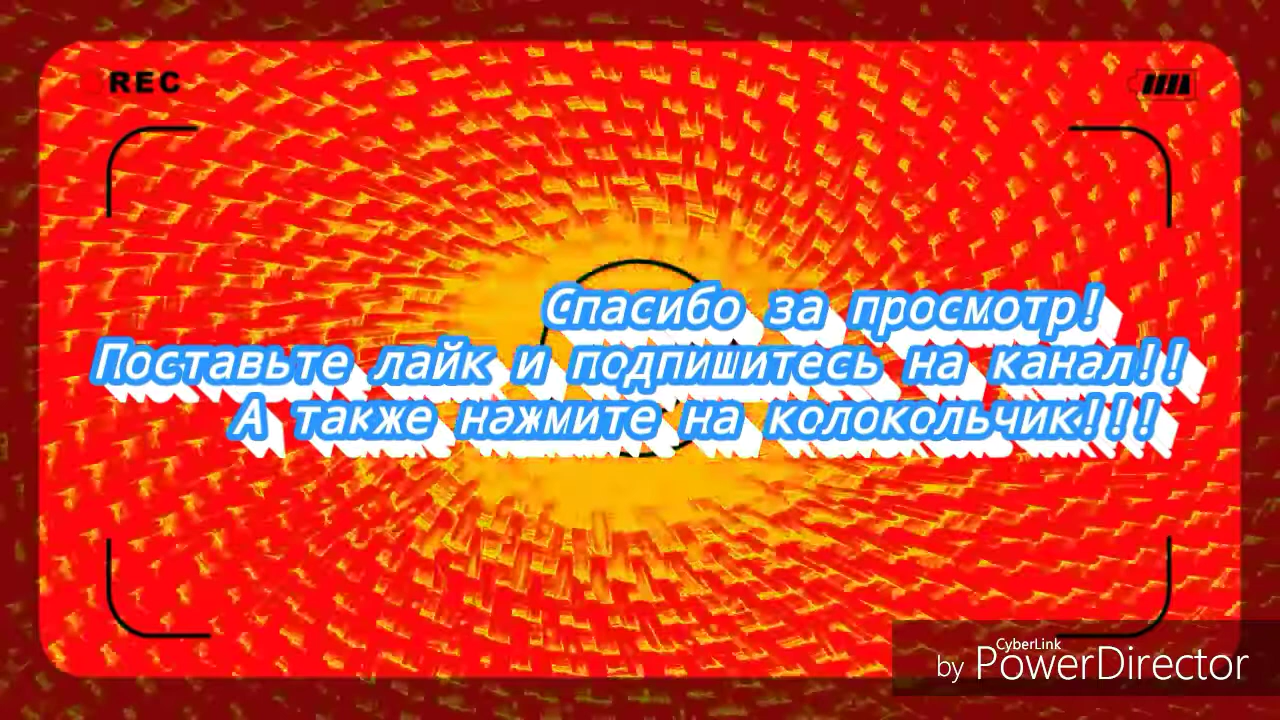 REC
Спасибо за просмотр!
Поставьте лайк и подпишитесь на канал!!
А также нажмите на колокольчик!!!
CyberLink
by PowerDirector